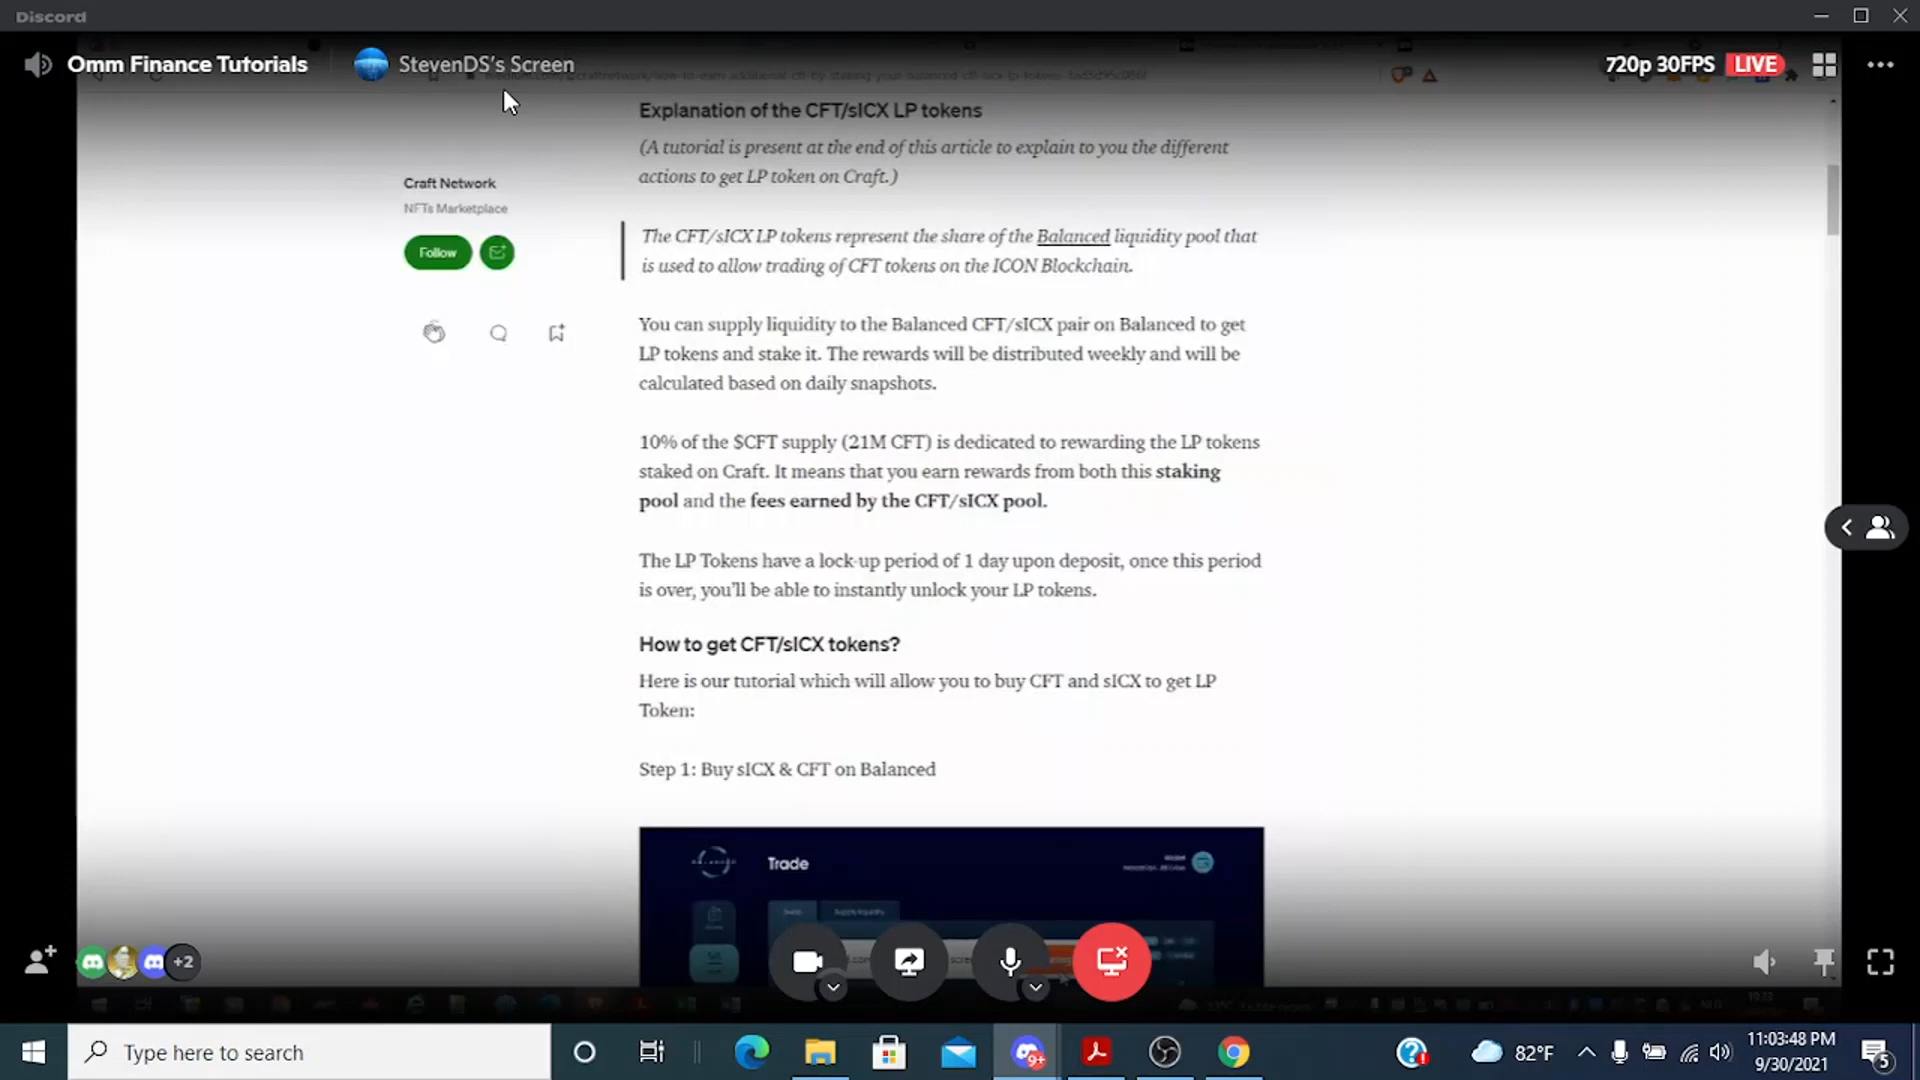 Discord
Omm Finance Tutorials
StevenDS's Screen
720p 30FPS LIVE
Explanation of the CFT/sICX LP tokens
(A tutorial is present at the end of this article to explain to you the different
actions to get LP token on Craft.)
Craft Network
NFTs Marketplace
Follow
The CFT/sICX LP tokens represent the share of the Balanced liquidity pool that
is used to allow trading of CFT tokens on the ICON Blockchain.
You can supply liquidity to the Balanced CFT/sICX pair on Balanced to get
LP tokens and stake it. The rewards will be distributed weekly and will be
calculated based on daily snapshots.
10% of the $CFT supply (21M CFT) is dedicated to rewarding the LP tokens
staked on Craft. It means that you earn rewards from both this staking
pool and the fees earned by the CFT/sICX pool.
The LP Tokens have a lock-up period of 1 day upon deposit, once this period
is over, you'll be able to instantly unlock your LP tokens.
How to get CFT/sICX tokens?
Here is our tutorial which will allow you to buy CFT and sICX to get LP
Token:
Step 1: Buy sICX & CFT on Balanced
Trade
+2
Type here to search
9+
82°F
11:03:48 PM
9/30/2021
5